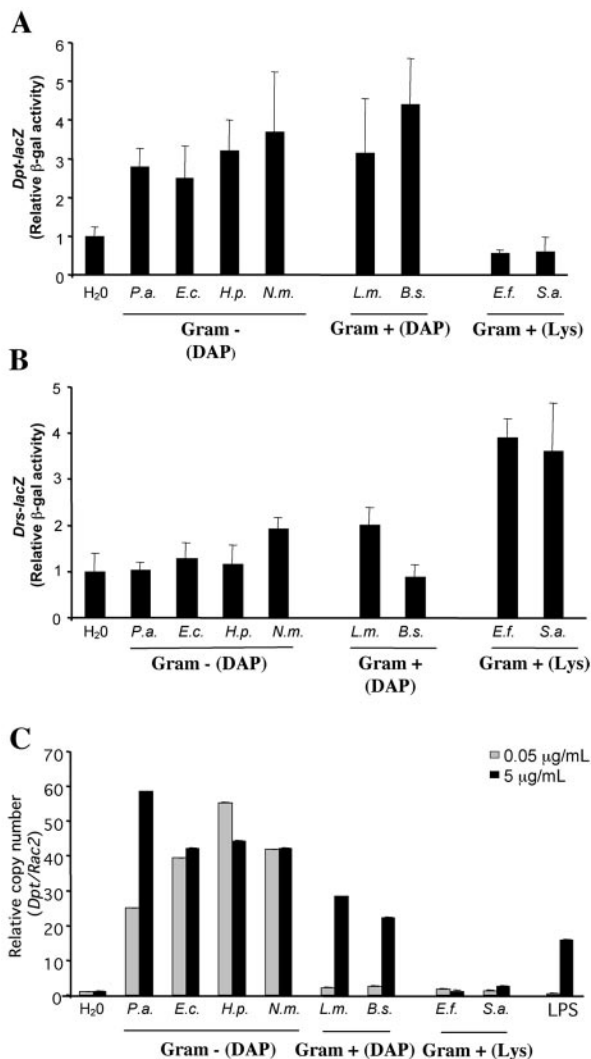 A
Dpt-lacZ
(Relative β-gal activity)
6
5
4
3
2
1
0
H20 P.a. E.c. H.p. N.m. L.m. B.s. E.f. S.a.
Gram -
(DAP)
Gram + (DAP)
Gram + (Lys)
B
Drs-lacZ
(Relative β-gal activity)
5
4
3
2
1
0
H20 P.a. E.c. H.p. N.m. L.m. B.s. E.f. S.a.
Gram - (DAP)
Gram +
(DAP)
Gram + (Lys)
C
Relative copy number
(Dpt/Rac2)
70
60
50
40
30
20
10
0
0.05 µg/mL
5 µg/mL
H20 P.a. E.c. H.p. N.m. L.m. B.s. E.f. S.a. LPS
Gram - (DAP) Gram + (DAP) Gram + (Lys)